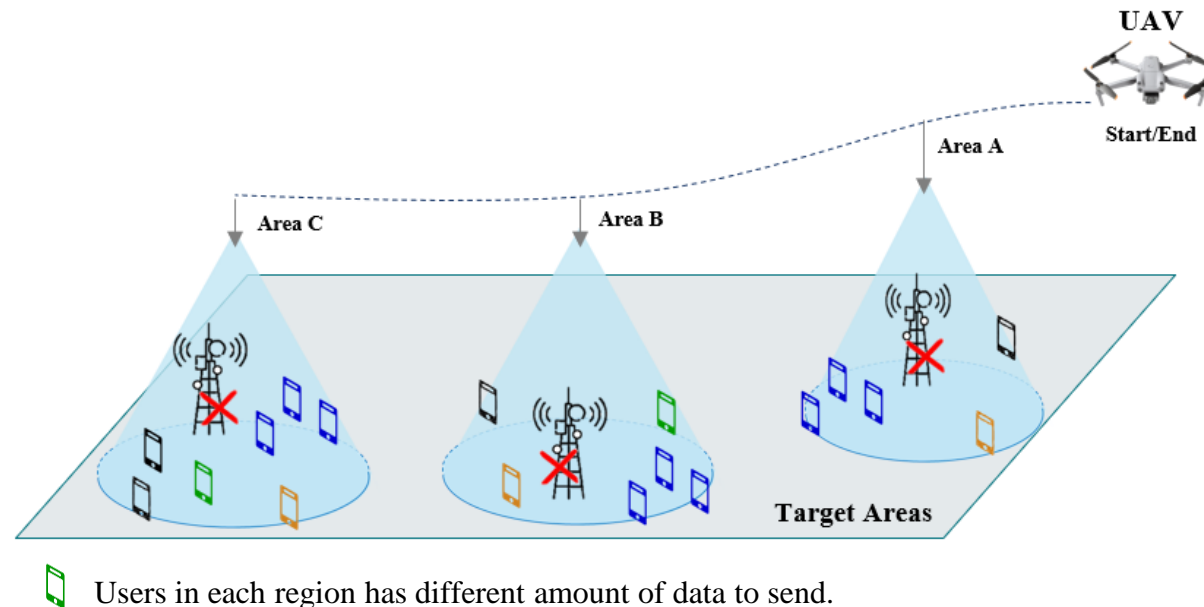 UAV
Start/End
Area A
Area B
Area C
Target Areas
Users in each region has different amount of data to send.